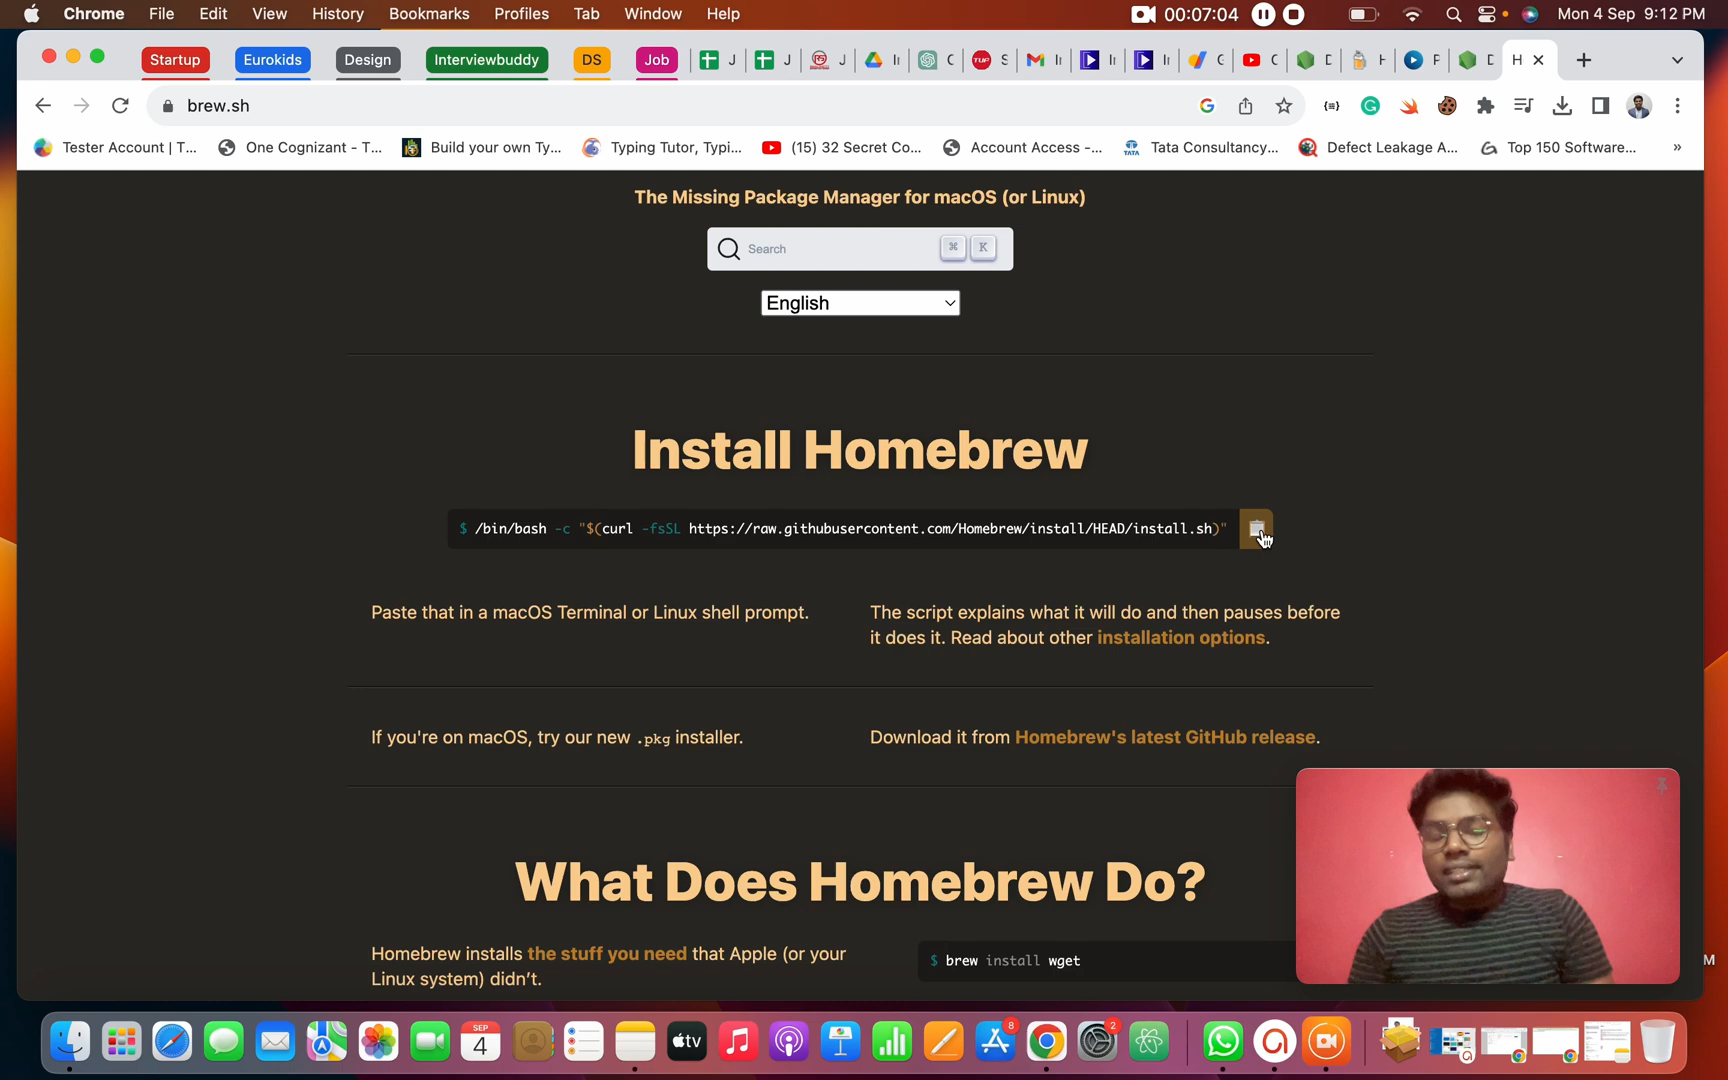 Chrome File Edit View History Bookmarks Profiles Tab Window Help 00:07:04 Mon 4 Sep 9:12 PM
Startup Eurokids Design Interviewbuddy DS Job J J J C S H
brew.sh
Tester Account | T... One Cognizant - T... Build your own Ty... Typing Tutor, Typi... (15) 32 Secret Co... Account Access -... TATA Tata Consultancy... Defect Leakage A... Top 150 Software... »
The Missing Package Manager for macOS (or Linux)
Search ⌘ K
English
Install Homebrew
$ /bin/bash -c "$(curl -fsSL https://raw.githubusercontent.com/Homebrew/install/HEAD/install.sh)"
Paste that in a macOS Terminal or Linux shell prompt.
The script explains what it will do and then pauses before
it does it. Read about other installation options.
If you're on macOS, try our new .pkg installer.
Download it from Homebrew's latest GitHub release.
What Does Homebrew Do?
Homebrew installs the stuff you need that Apple (or your
Linux system) didn't.
$ brew install wget
M
SEP
4
tv
8
2